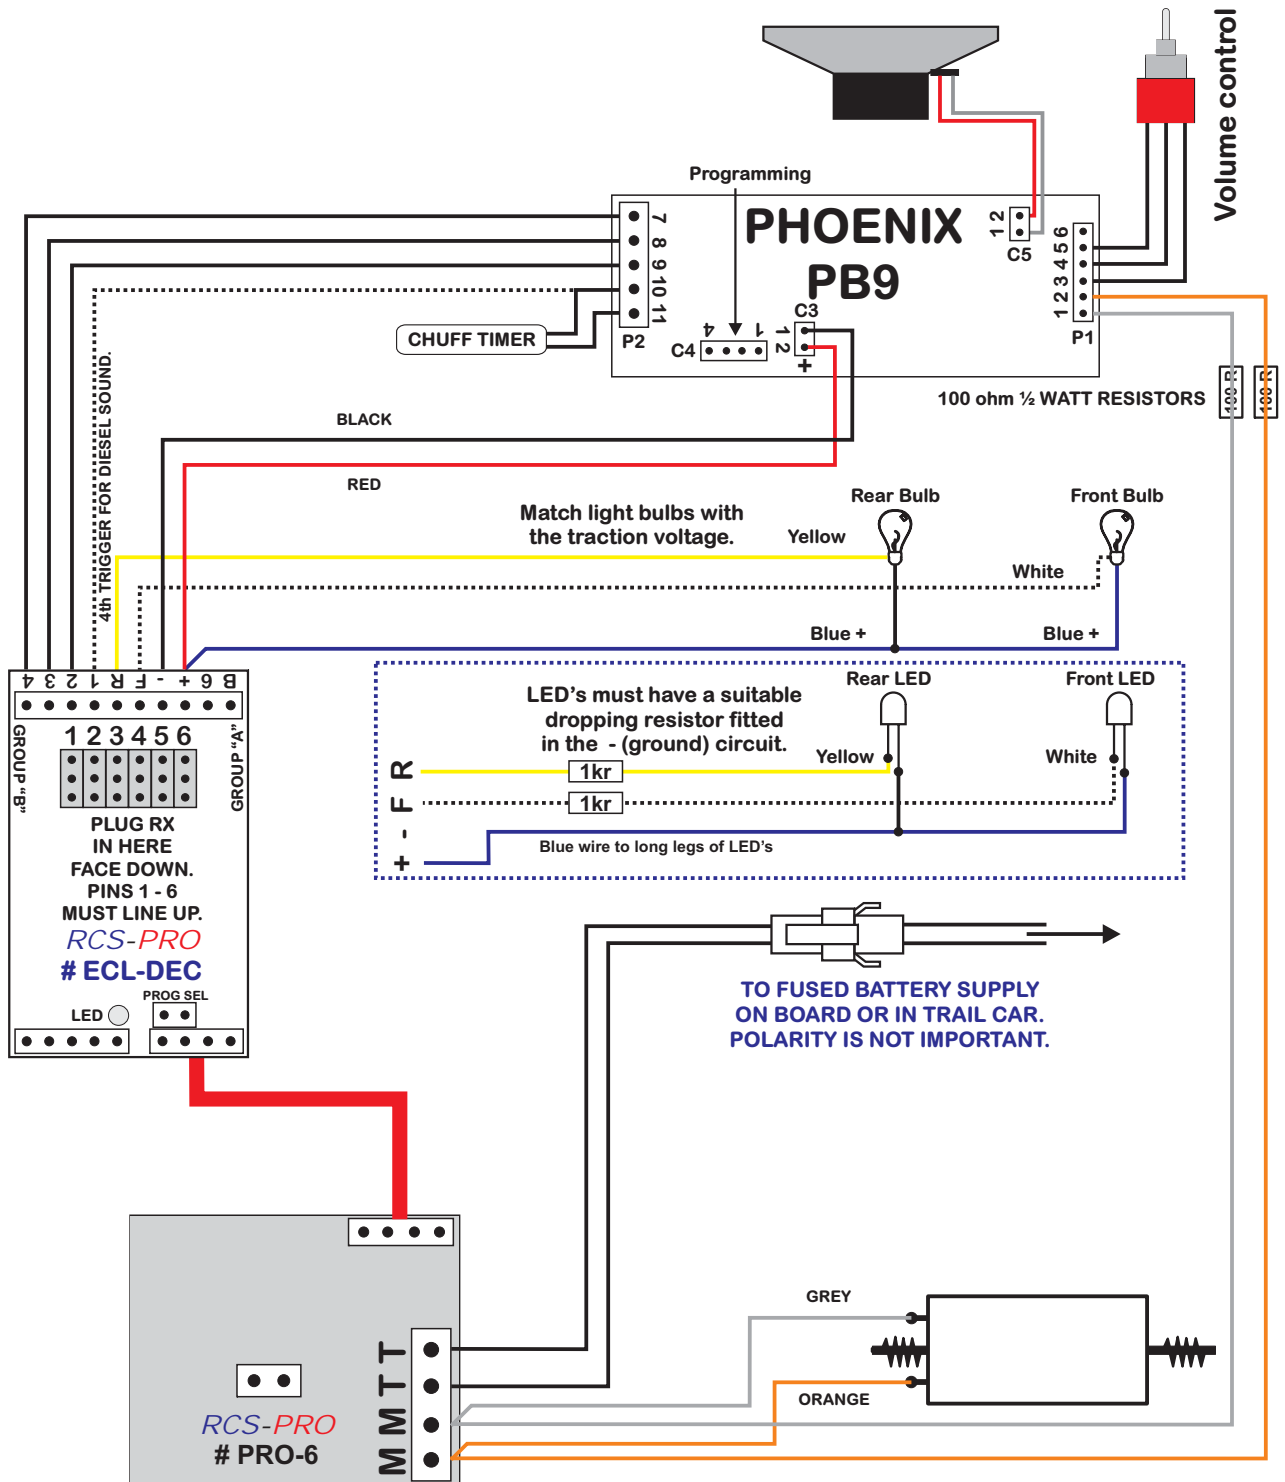 Volume control
Programming
PHOENIX
PB9
7
8
9
10
11
P2
1 2
C5
6
5
4
3
2
1
P1
C3
1
2
+
4
1
C4
CHUFF TIMER
100 ohm ½ WATT RESISTORS
100 R
100 R
4th TRIGGER FOR DIESEL SOUND.
BLACK
RED
Match light bulbs with
the traction voltage.
Rear Bulb
Front Bulb
Yellow
White
Blue +
Blue +
4 3 2 1 R F - + 6 B
GROUP "B"
GROUP "A"
1 2 3 4 5 6
PLUG RX
IN HERE
FACE DOWN.
PINS 1 - 6
MUST LINE UP.
RCS-PRO
# ECL-DEC
PROG SEL
LED
LED's must have a suitable
dropping resistor fitted
in the - (ground) circuit.
Rear LED
Front LED
Yellow
White
R
F
-
+
1kr
1kr
Blue wire to long legs of LED's
TO FUSED BATTERY SUPPLY
ON BOARD OR IN TRAIL CAR.
POLARITY IS NOT IMPORTANT.
GREY
ORANGE
T
T
M
M
RCS-PRO
# PRO-6